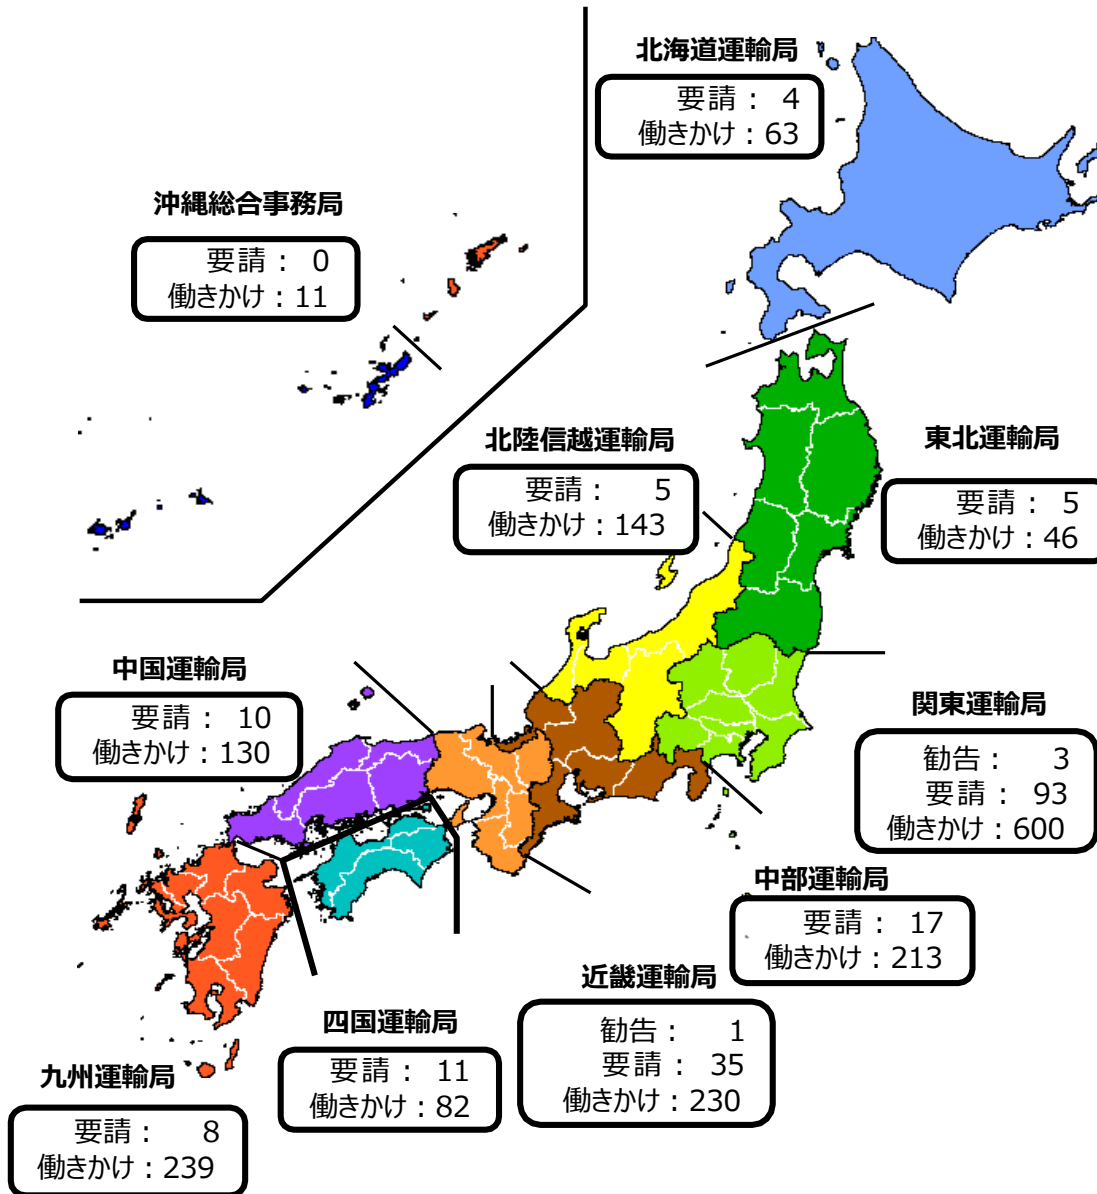 北海道運輸局
要請： 4
働きかけ：63
沖縄総合事務局
要請： 0
働きかけ：11
北陸信越運輸局
要請： 5
働きかけ：143
東北運輸局
要請： 5
働きかけ：46
中国運輸局
要請： 10
働きかけ：130
関東運輸局
勧告： 3
要請： 93
働きかけ：600
中部運輸局
要請： 17
働きかけ：213
近畿運輸局
勧告： 1
要請： 35
働きかけ：230
四国運輸局
要請： 11
働きかけ：82
九州運輸局
要請： 8
働きかけ：239